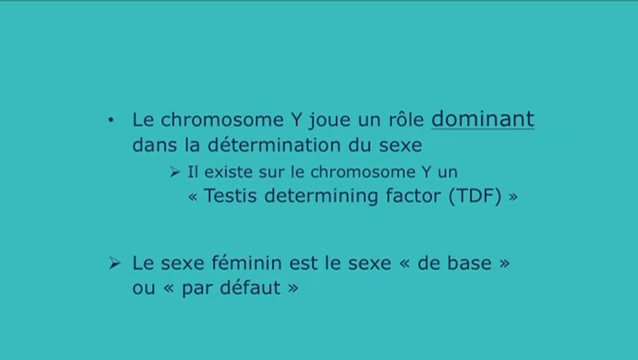 • Le chromosome Y joue un rôle dominant
dans la détermination du sexe
➢ Il existe sur le chromosome Y un
« Testis determining factor (TDF) »
➢ Le sexe féminin est le sexe « de base »
ou « par défaut »